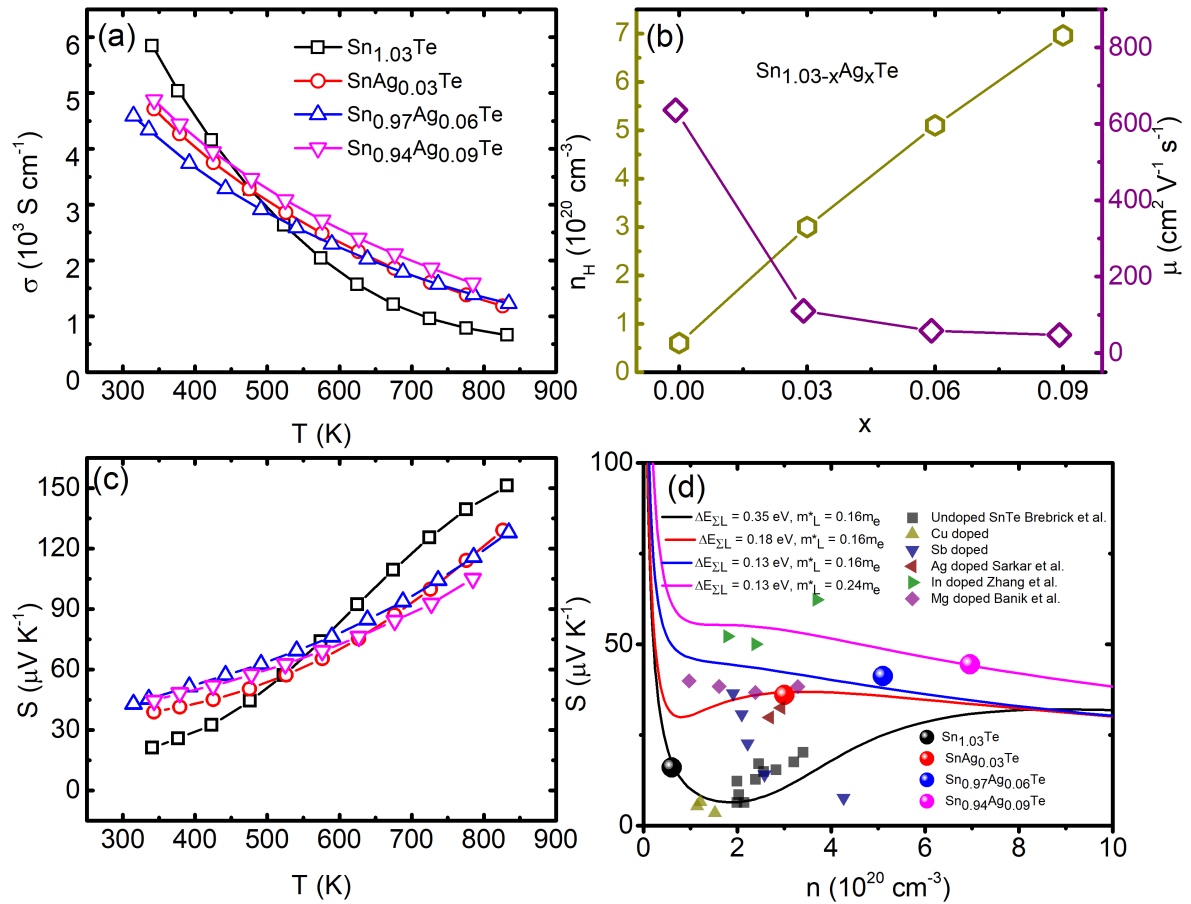 (a)
Sn1.03Te
SnAg0.03Te
Sn0.97Ag0.06Te
Sn0.94Ag0.09Te
σ (10³ S cm⁻¹)
6
5
4
3
2
1
0
300 400 500 600 700 800 900
T (K)
(b)
Sn1.03-xAgxTe
nH (10²⁰ cm⁻³)
7
6
5
4
3
2
1
0
0.00 0.03 0.06 0.09
x
800
600
400
200
0
μ (cm² V⁻¹ s⁻¹)
(c)
S (μV K⁻¹)
150
120
90
60
30
0
300 400 500 600 700 800 900
T (K)
(d)
ΔEΣL = 0.35 eV, m*L = 0.16me
ΔEΣL = 0.18 eV, m*L = 0.16me
ΔEΣL = 0.13 eV, m*L = 0.16me
ΔEΣL = 0.13 eV, m*L = 0.24me
Undoped SnTe Brebrick et al.
Cu doped
Sb doped
Ag doped Sarkar et al.
In doped Zhang et al.
Mg doped Banik et al.
Sn1.03Te
SnAg0.03Te
Sn0.97Ag0.06Te
Sn0.94Ag0.09Te
S (μV K⁻¹)
100
50
0
0 2 4 6 8 10
n (10²⁰ cm⁻³)